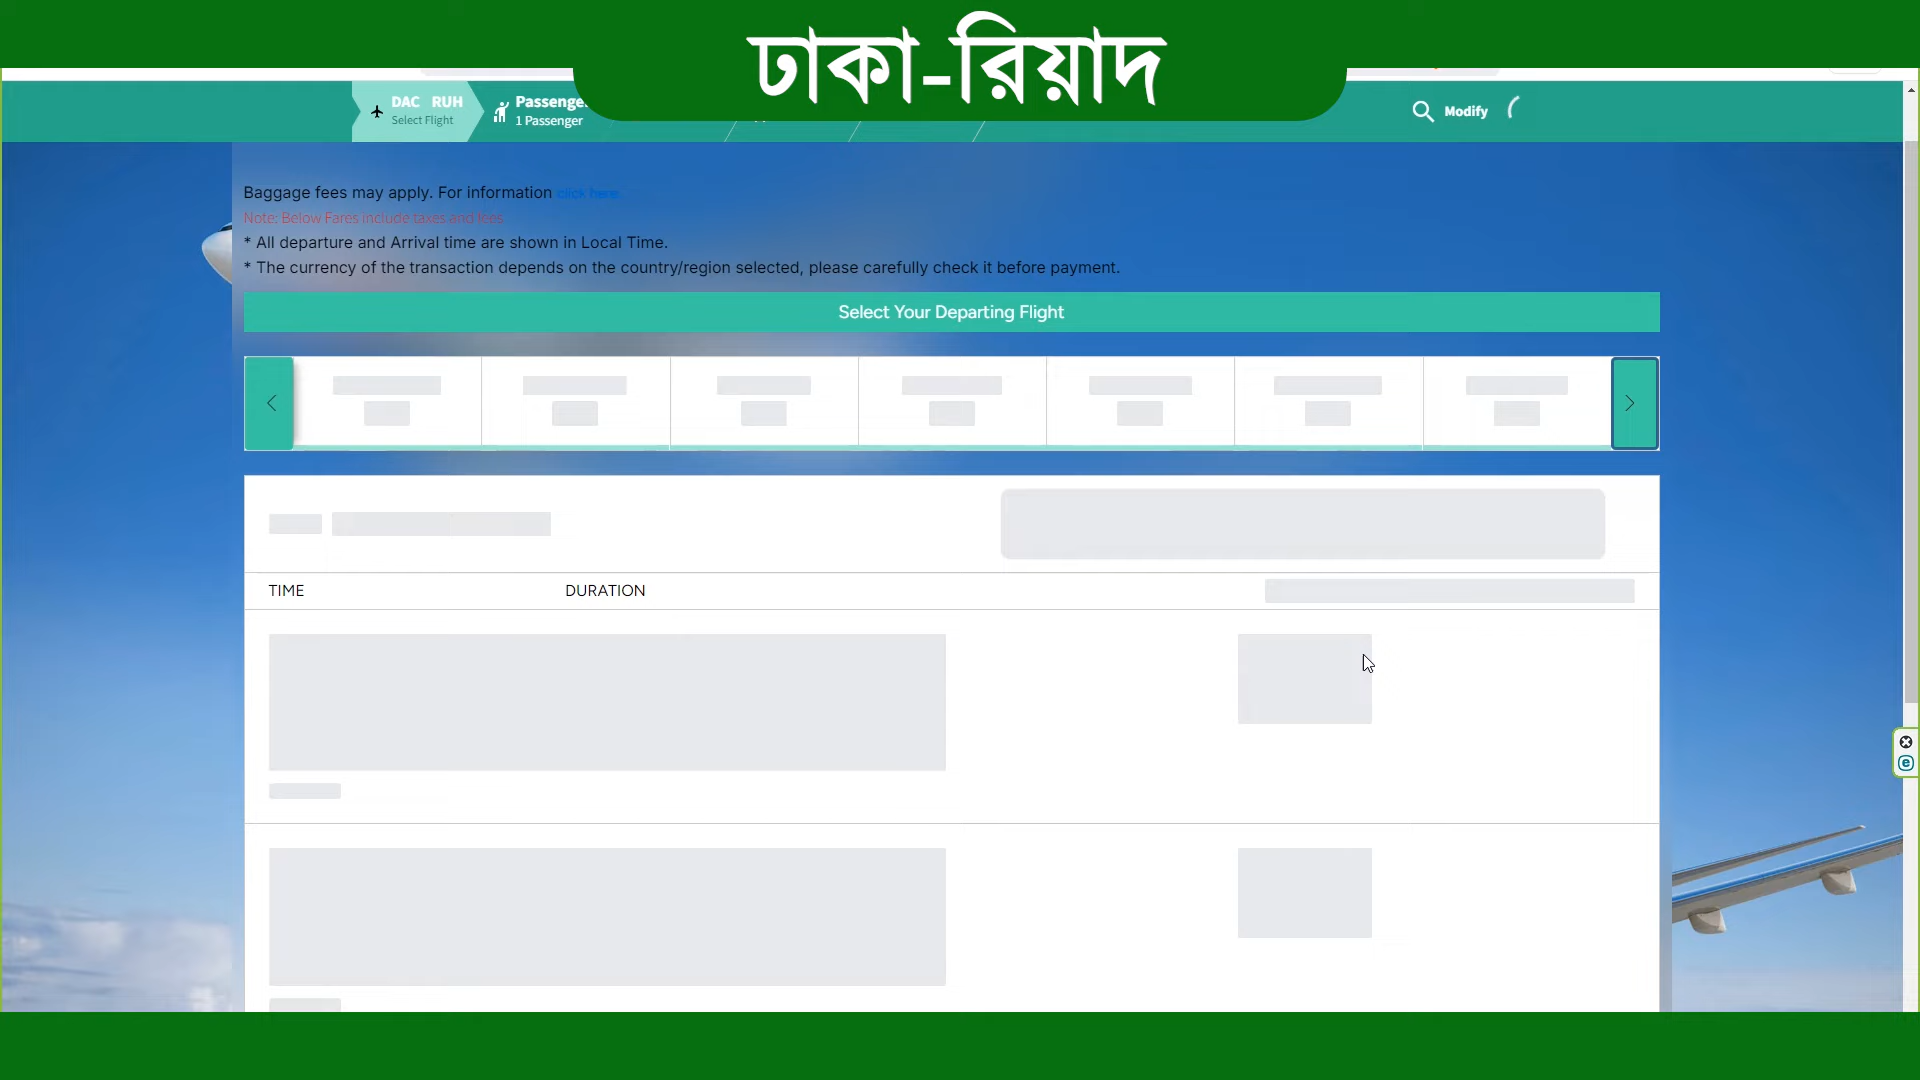 ঢাকা-রিয়াদ
DAC RUH
Select Flight
1 Passenger
Modify
Baggage fees may apply. For information click here.
Note: Below Fares include taxes and fees
* All departure and Arrival time are shown in Local Time.
* The currency of the transaction depends on the country/region selected, please carefully check it before payment.
Select Your Departing Flight
TIME DURATION